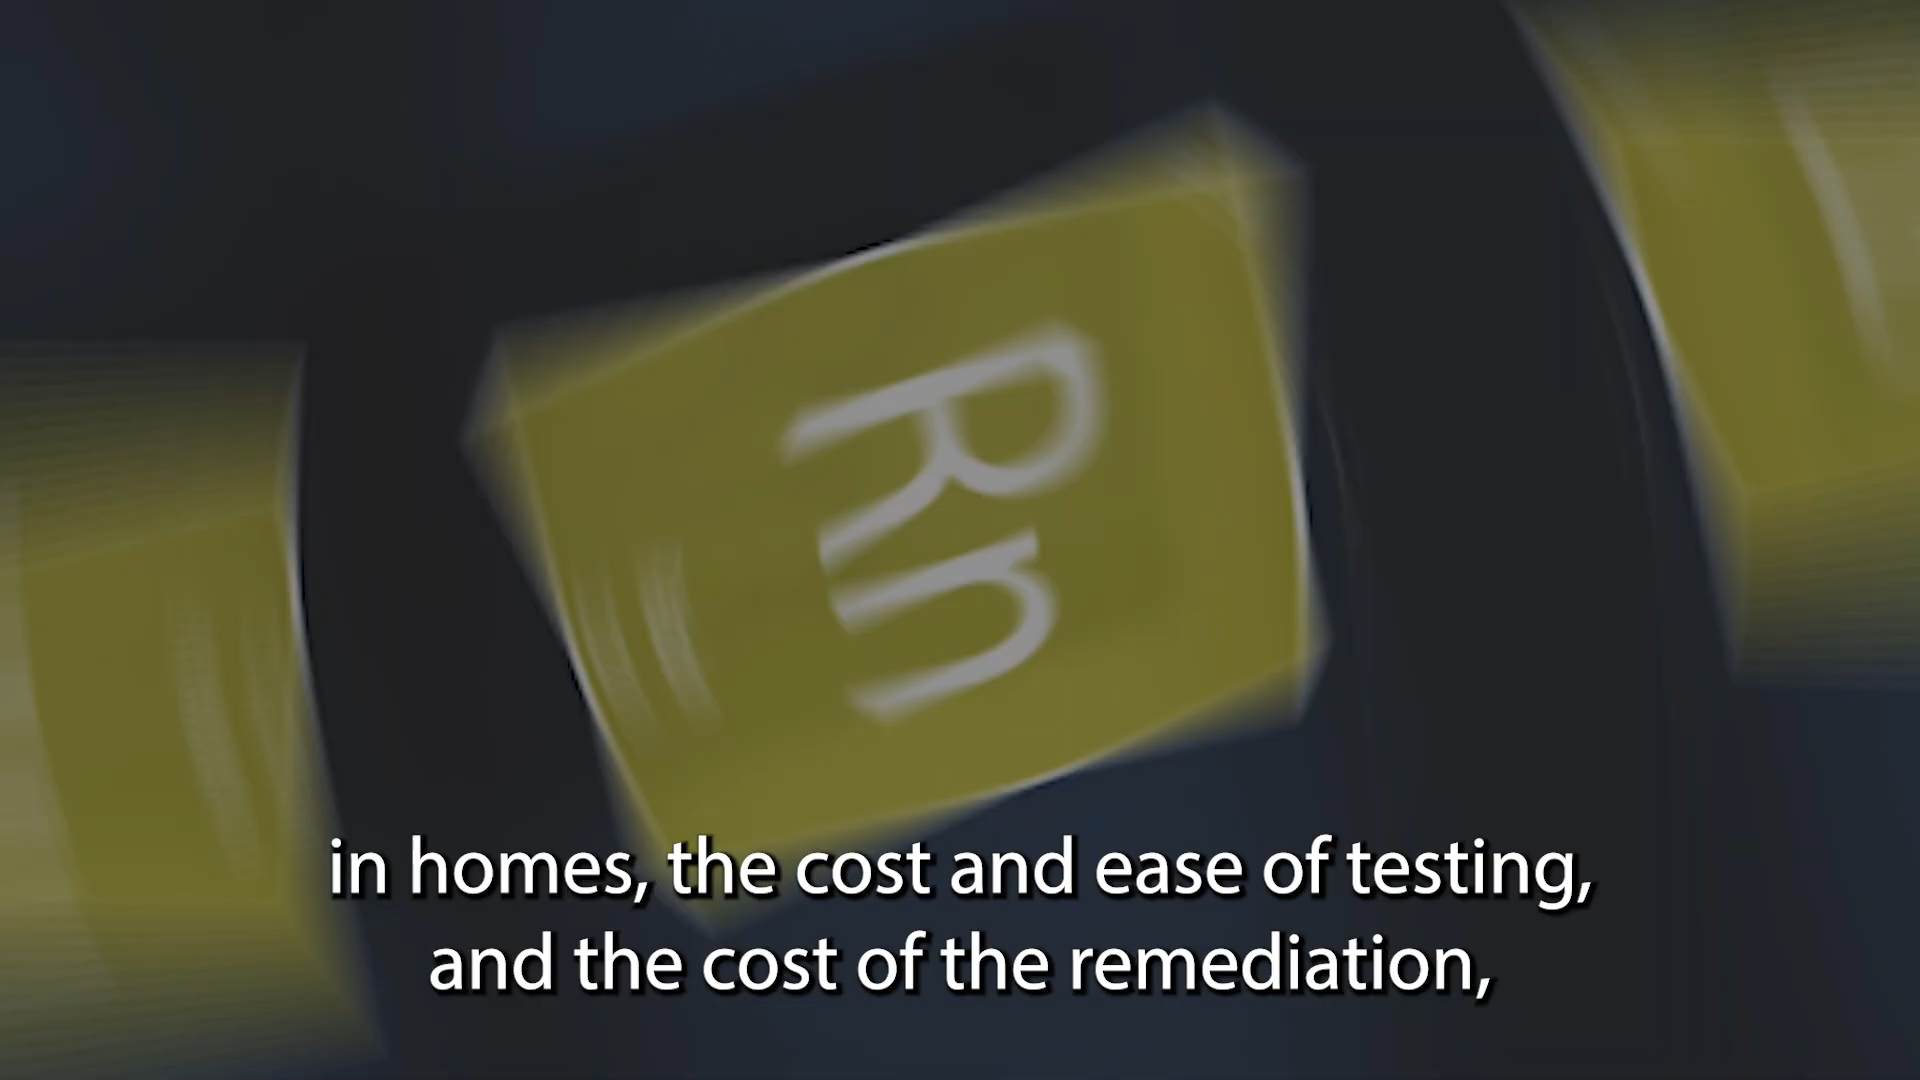 Rn
in homes, the cost and ease of testing,
and the cost of the remediation,